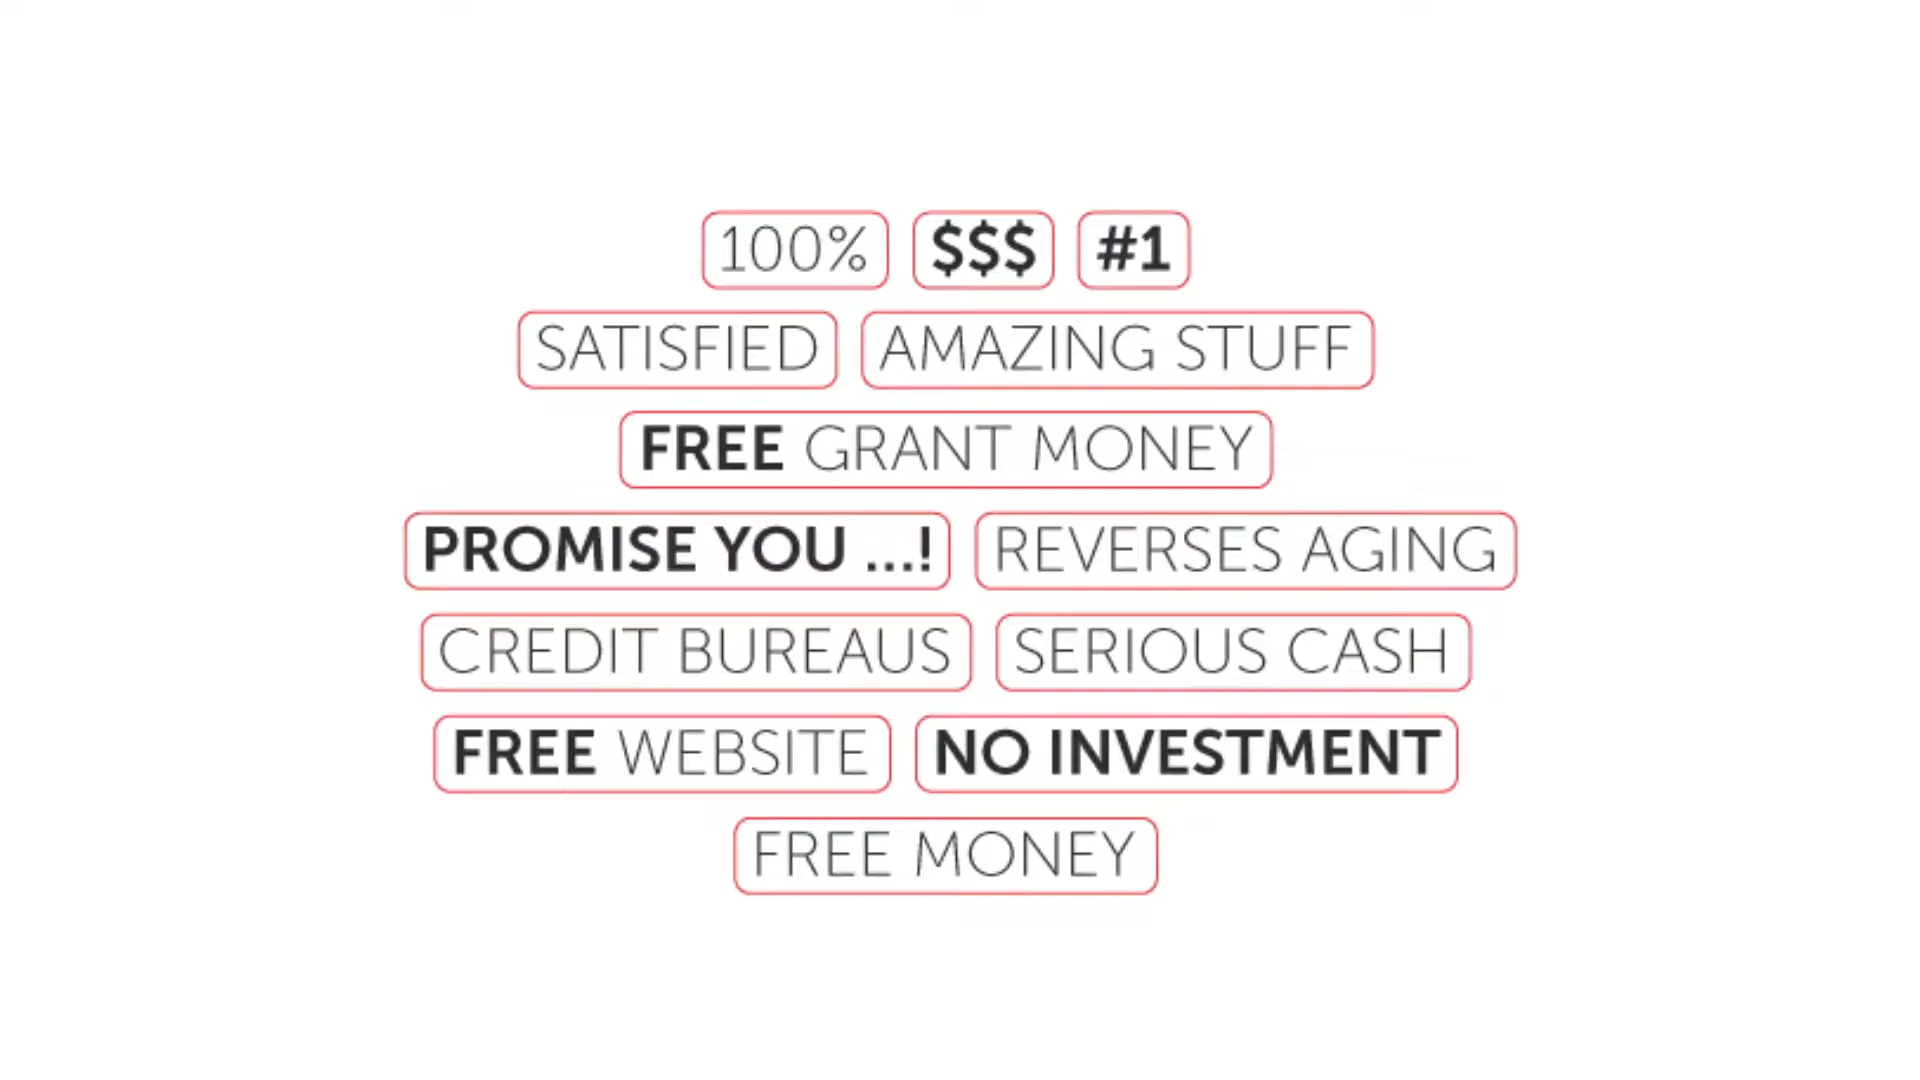 100% $$$ #1
SATISFIED AMAZING STUFF
FREE GRANT MONEY
PROMISE YOU ...! REVERSES AGING
CREDIT BUREAUS SERIOUS CASH
FREE WEBSITE NO INVESTMENT
FREE MONEY